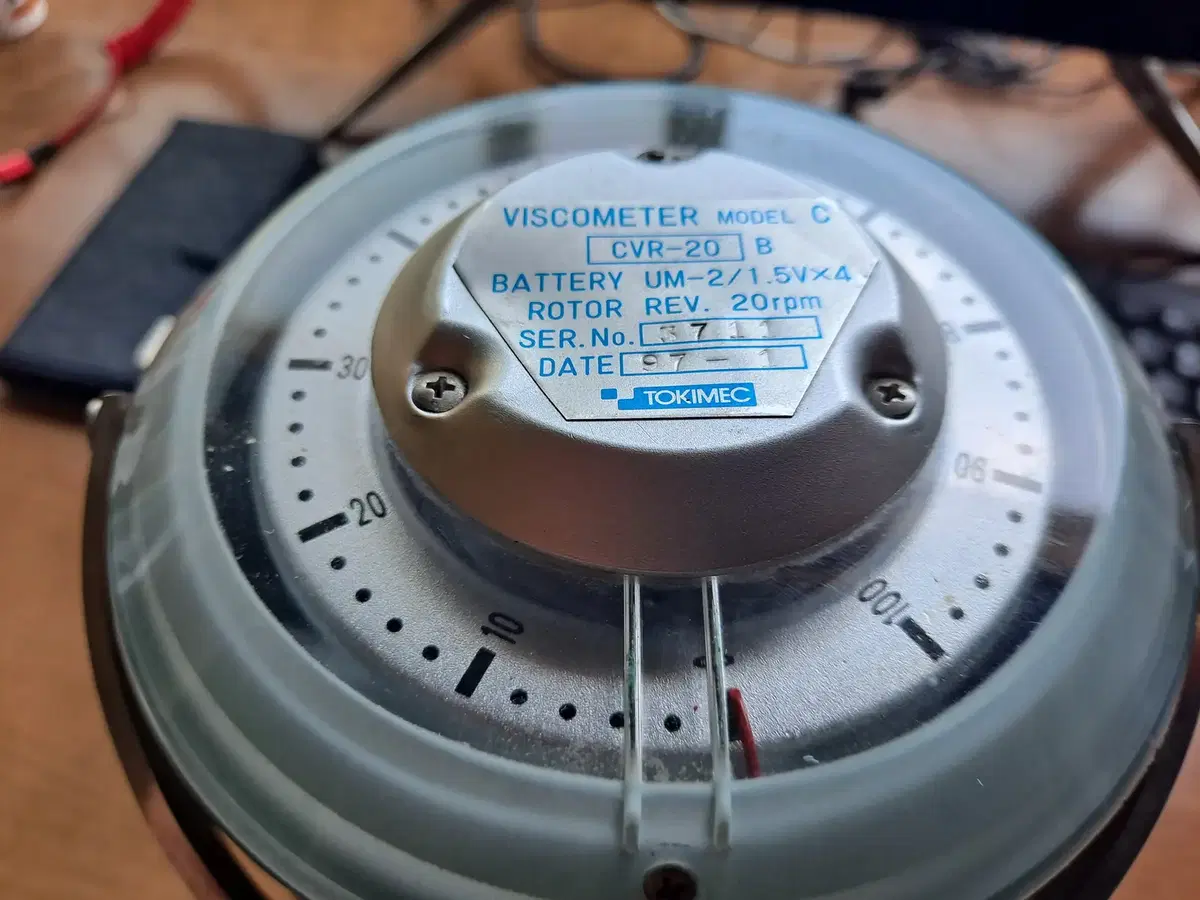 VISCOMETER MODEL C
CVR-20 B
BATTERY UM-2/1.5V×4
ROTOR REV. 20rpm
SER.No. 3711
DATE 97-1
TOKIMEC
30
20
10
0
100
90